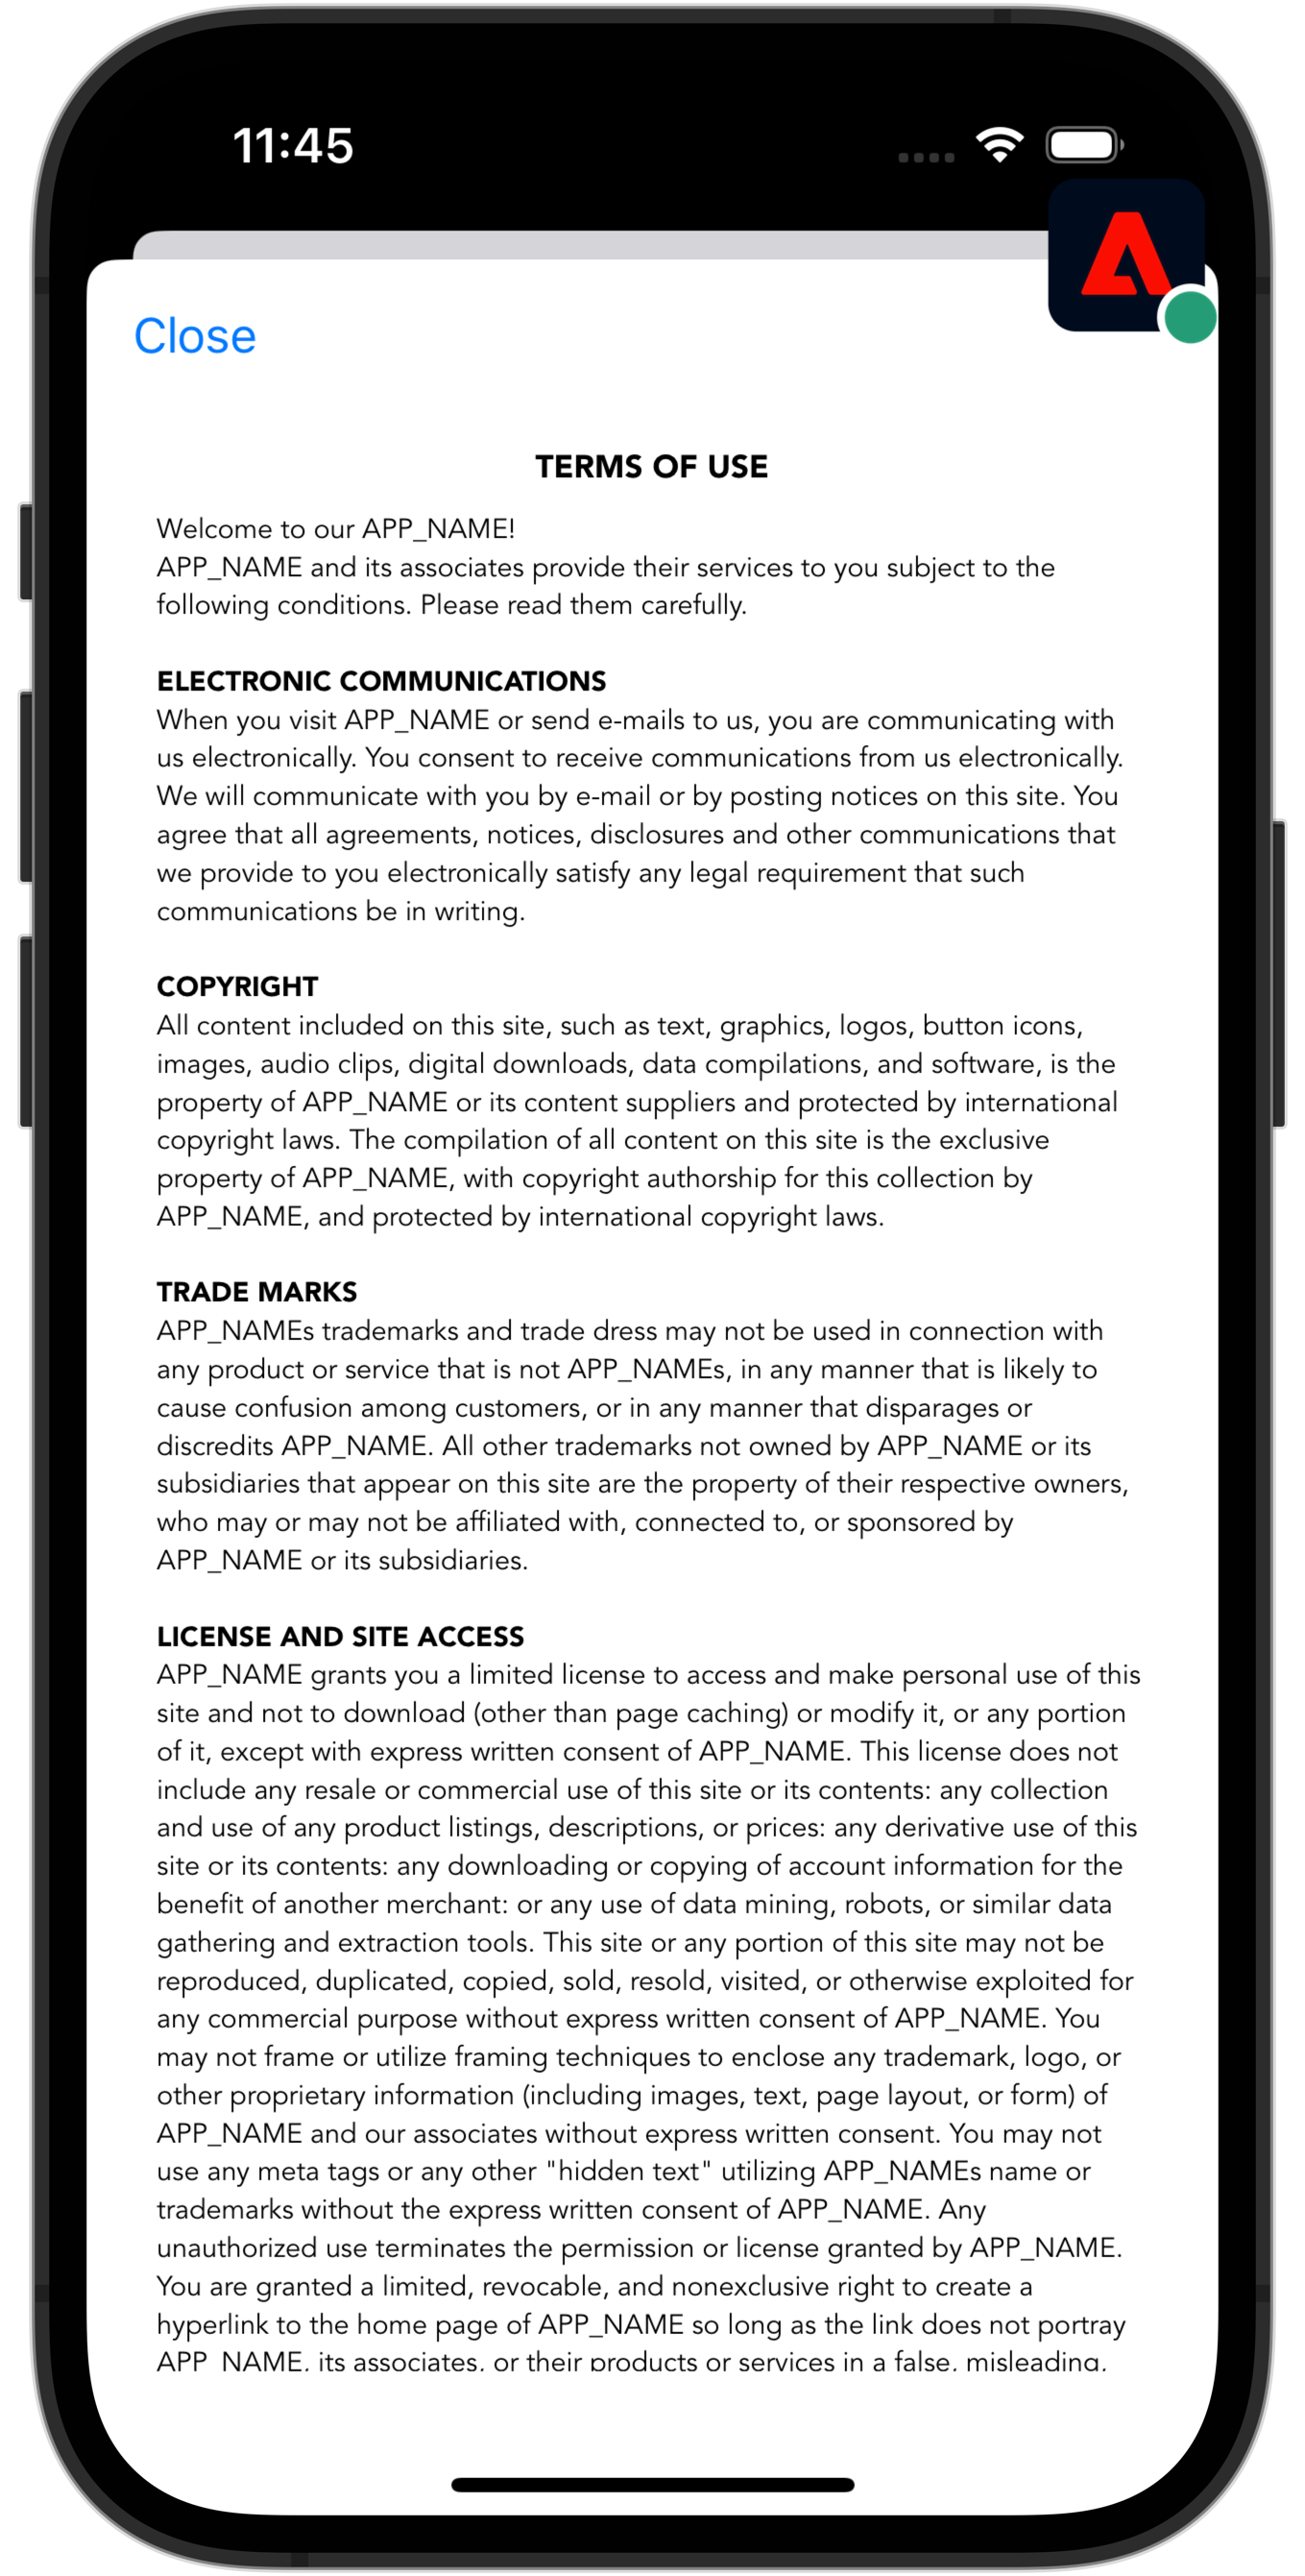 11:45
Close
TERMS OF USE
Welcome to our APP_NAME!
APP_NAME and its associates provide their services to you subject to the
following conditions. Please read them carefully.
ELECTRONIC COMMUNICATIONS
When you visit APP_NAME or send e-mails to us, you are communicating with
us electronically. You consent to receive communications from us electronically.
We will communicate with you by e-mail or by posting notices on this site. You
agree that all agreements, notices, disclosures and other communications that
we provide to you electronically satisfy any legal requirement that such
communications be in writing.
COPYRIGHT
All content included on this site, such as text, graphics, logos, button icons,
images, audio clips, digital downloads, data compilations, and software, is the
property of APP_NAME or its content suppliers and protected by international
copyright laws. The compilation of all content on this site is the exclusive
property of APP_NAME, with copyright authorship for this collection by
APP_NAME, and protected by international copyright laws.
TRADE MARKS
APP_NAMEs trademarks and trade dress may not be used in connection with
any product or service that is not APP_NAMEs, in any manner that is likely to
cause confusion among customers, or in any manner that disparages or
discredits APP_NAME. All other trademarks not owned by APP_NAME or its
subsidiaries that appear on this site are the property of their respective owners,
who may or may not be affiliated with, connected to, or sponsored by
APP_NAME or its subsidiaries.
LICENSE AND SITE ACCESS
APP_NAME grants you a limited license to access and make personal use of this
site and not to download (other than page caching) or modify it, or any portion
of it, except with express written consent of APP_NAME. This license does not
include any resale or commercial use of this site or its contents: any collection
and use of any product listings, descriptions, or prices: any derivative use of this
site or its contents: any downloading or copying of account information for the
benefit of another merchant: or any use of data mining, robots, or similar data
gathering and extraction tools. This site or any portion of this site may not be
reproduced, duplicated, copied, sold, resold, visited, or otherwise exploited for
any commercial purpose without express written consent of APP_NAME. You
may not frame or utilize framing techniques to enclose any trademark, logo, or
other proprietary information (including images, text, page layout, or form) of
APP_NAME and our associates without express written consent. You may not
use any meta tags or any other "hidden text" utilizing APP_NAMEs name or
trademarks without the express written consent of APP_NAME. Any
unauthorized use terminates the permission or license granted by APP_NAME.
You are granted a limited, revocable, and nonexclusive right to create a
hyperlink to the home page of APP_NAME so long as the link does not portray
APP_NAME, its associates, or their products or services in a false, misleading,